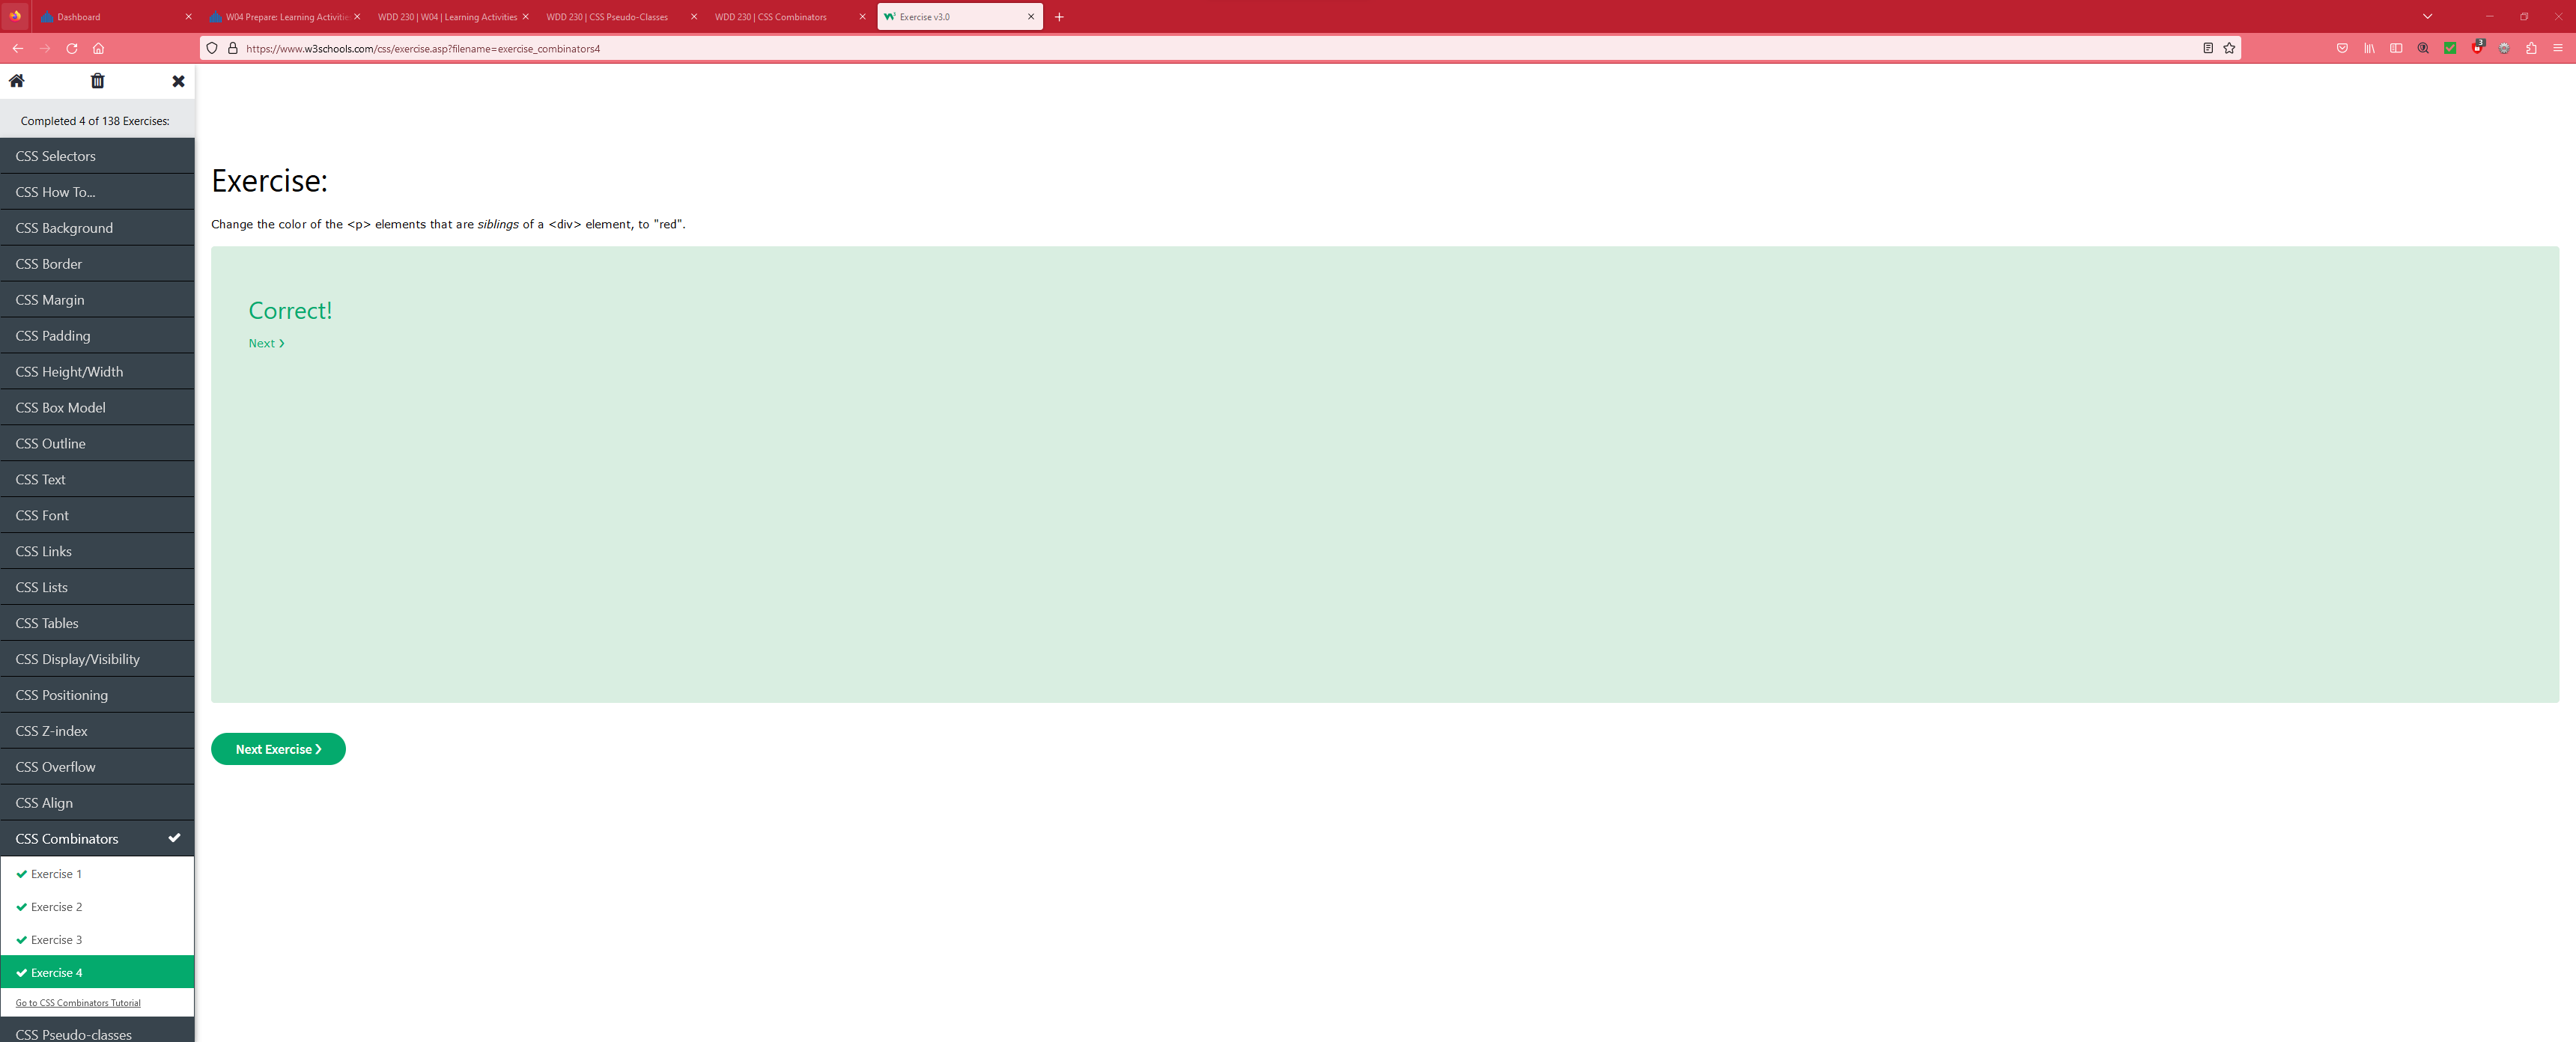 Dashboard
W04 Prepare: Learning Activitie
WDD 230 | W04 | Learning Activities
WDD 230 | CSS Pseudo-Classes
WDD 230 | CSS Combinators
Exercise v3.0
https://www.w3schools.com/css/exercise.asp?filename=exercise_combinators4
3
Completed 4 of 138 Exercises:
CSS Selectors
CSS How To...
CSS Background
CSS Border
CSS Margin
CSS Padding
CSS Height/Width
CSS Box Model
CSS Outline
CSS Text
CSS Font
CSS Links
CSS Lists
CSS Tables
CSS Display/Visibility
CSS Positioning
CSS Z-index
CSS Overflow
CSS Align
CSS Combinators
Exercise 1
Exercise 2
Exercise 3
Exercise 4
Go to CSS Combinators Tutorial
CSS Pseudo-classes
Exercise:
Change the color of the <p> elements that are siblings of a <div> element, to "red".
Correct!
Next ❯
Next Exercise ❯